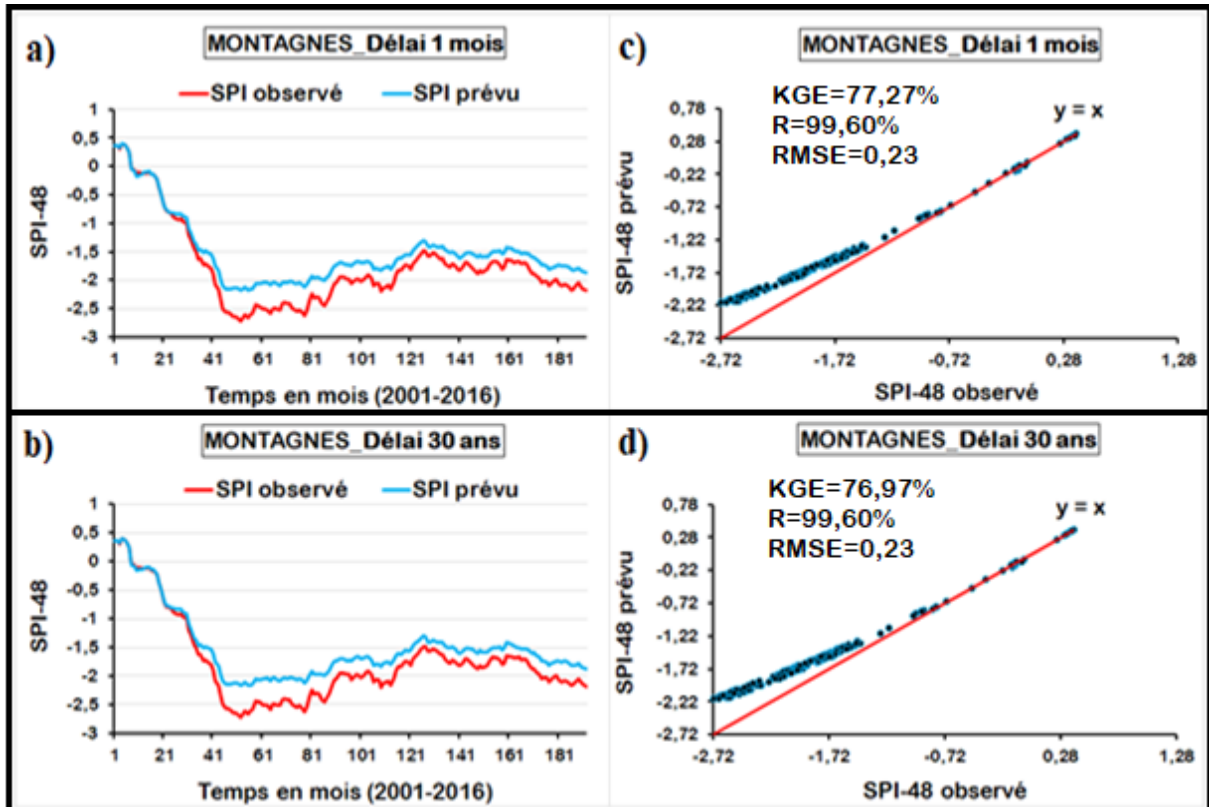 a)
MONTAGNES_Délai 1 mois
SPI observé
SPI prévu
1
0,5
0
-0,5
-1
-1,5
-2
-2,5
-3
SPI-48
1 21 41 61 81 101 121 141 161 181
Temps en mois (2001-2016)
c)
MONTAGNES_Délai 1 mois
KGE=77,27%
R=99,60%
RMSE=0,23
y = x
0,78
0,28
-0,22
-0,72
-1,22
-1,72
-2,22
-2,72
SPI-48 prévu
-2,72 -1,72 -0,72 0,28 1,28
SPI-48 observé
b)
MONTAGNES_Délai 30 ans
SPI observé
SPI prévu
1
0,5
0
-0,5
-1
-1,5
-2
-2,5
-3
SPI-48
1 21 41 61 81 101 121 141 161 181
Temps en mois (2001-2016)
d)
MONTAGNES_Délai 30 ans
KGE=76,97%
R=99,60%
RMSE=0,23
y = x
0,78
0,28
-0,22
-0,72
-1,22
-1,72
-2,22
-2,72
SPI-48 prévu
-2,72 -1,72 -0,72 0,28 1,28
SPI-48 observé